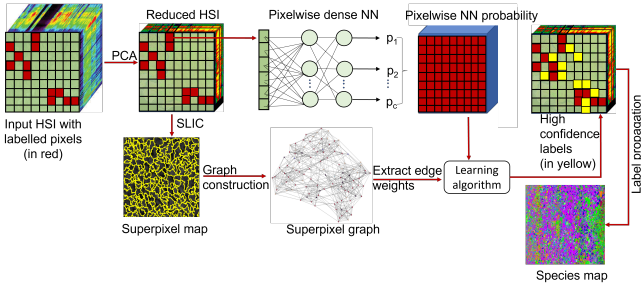 Reduced HSI
Pixelwise dense NN
Pixelwise NN probability
PCA
p1
p2
pc
Input HSI with
labelled pixels
(in red)
SLIC
High
confidence
labels
(in yellow)
Label propagation
Graph
construction
Extract edge
weights
Learning
algorithm
Superpixel map
Superpixel graph
Species map